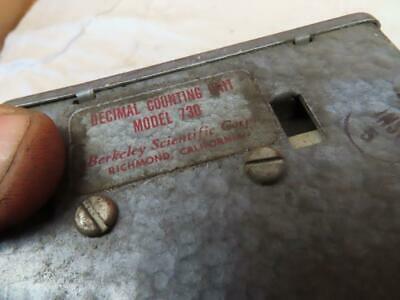 DECIMAL COUNTING UNIT
MODEL 730
Berkeley Scientific Corp.
RICHMOND, CALIFORNIA